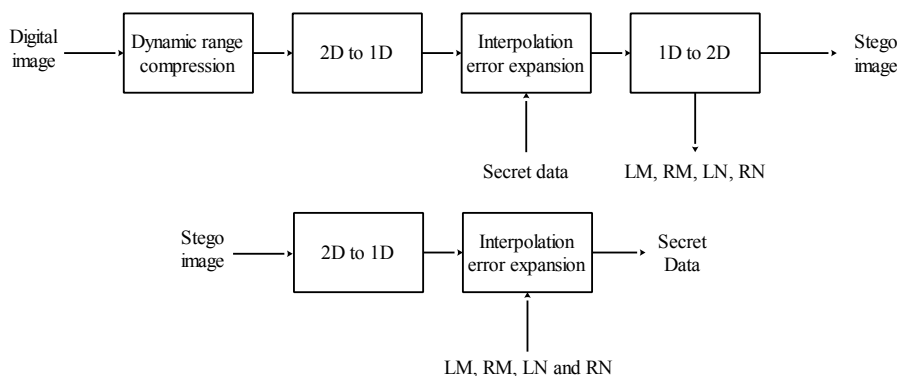 Digital
image
Dynamic range
compression
2D to 1D
Interpolation
error expansion
1D to 2D
Stego
image
Secret data
LM, RM, LN, RN
Stego
image
2D to 1D
Interpolation
error expansion
Secret
Data
LM, RM, LN and RN